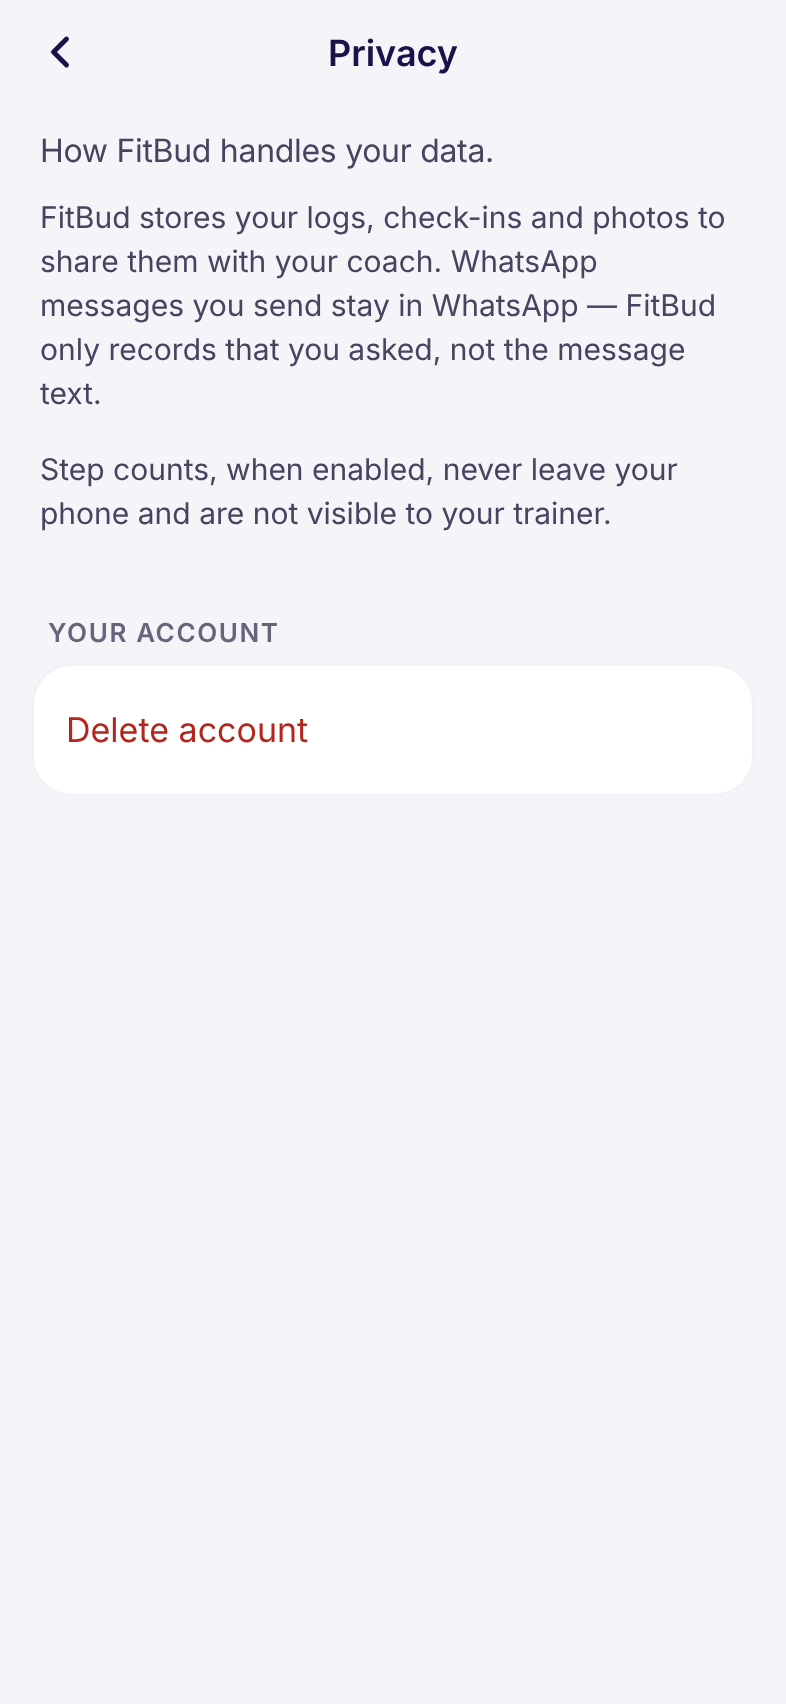 Privacy
How FitBud handles your data.
FitBud stores your logs, check-ins and photos to
share them with your coach. WhatsApp
messages you send stay in WhatsApp — FitBud
only records that you asked, not the message
text.
Step counts, when enabled, never leave your
phone and are not visible to your trainer.
YOUR ACCOUNT
Delete account